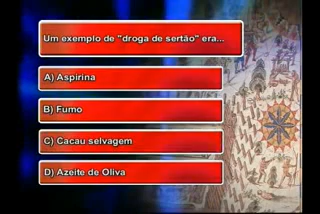 Um exemplo de "droga de sertão" era...
A) Aspirina
B) Fumo
C) Cacau selvagem
D) Azeite de Oliva